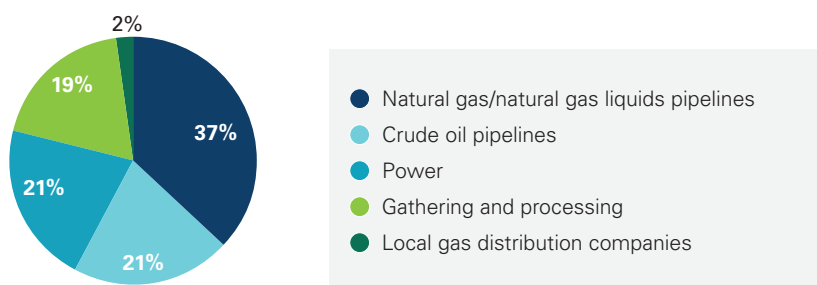 2%
19%
37%
21%
21%
Natural gas/natural gas liquids pipelines
Crude oil pipelines
Power
Gathering and processing
Local gas distribution companies